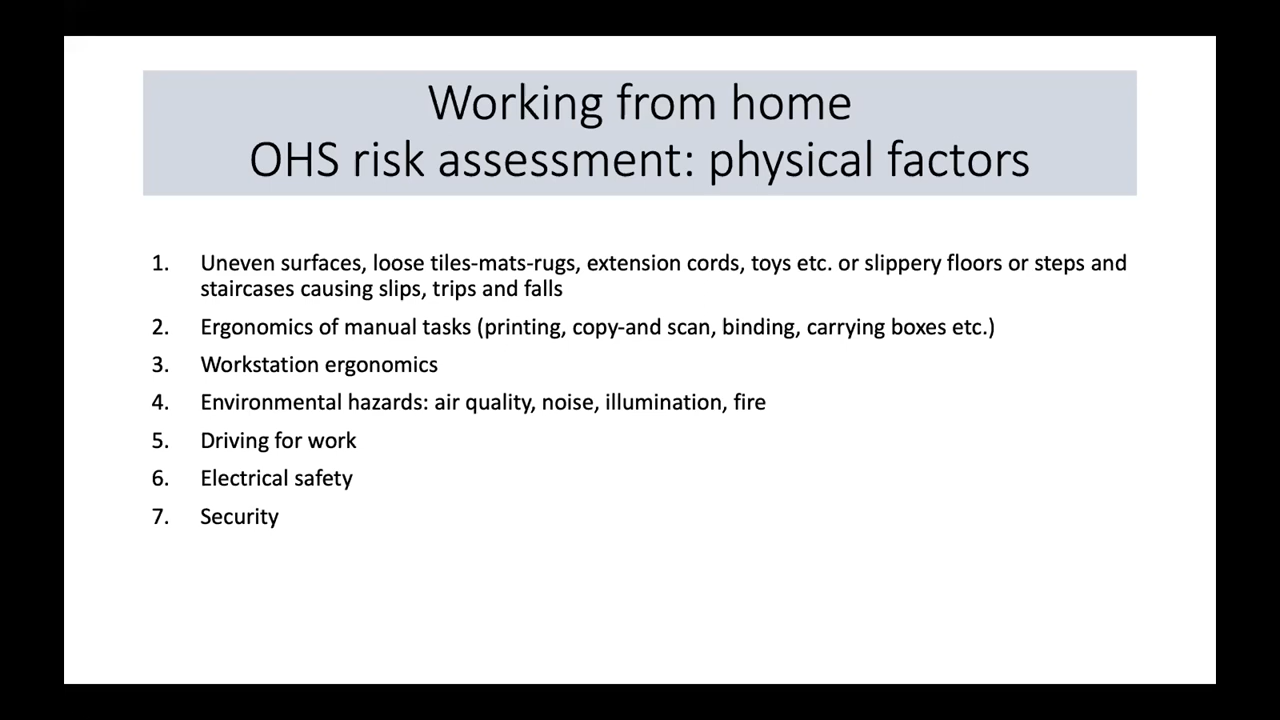 Working from home
OHS risk assessment: physical factors
1. Uneven surfaces, loose tiles-mats-rugs, extension cords, toys etc. or slippery floors or steps and
staircases causing slips, trips and falls
2. Ergonomics of manual tasks (printing, copy-and scan, binding, carrying boxes etc.)
3. Workstation ergonomics
4. Environmental hazards: air quality, noise, illumination, fire
5. Driving for work
6. Electrical safety
7. Security